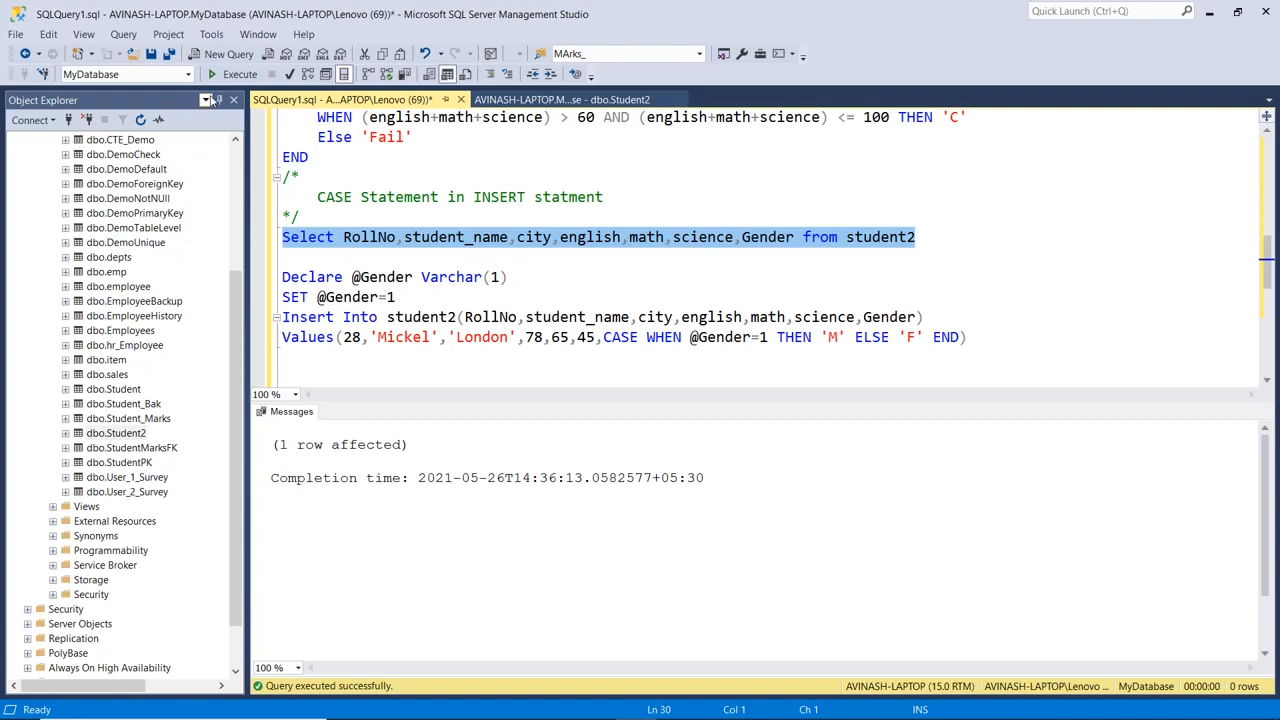 SQLQuery1.sql - AVINASH-LAPTOP.MyDatabase (AVINASH-LAPTOP\Lenovo (69))* - Microsoft SQL Server Management Studio
Quick Launch (Ctrl+Q)
File Edit View Query Project Tools Window Help
New Query MArks_
MyDatabase Execute
Object Explorer
SQLQuery1.sql - A...APTOP\Lenovo (69))* AVINASH-LAPTOP.M...se - dbo.Student2
Connect
dbo.CTE_Demo
dbo.DemoCheck
dbo.DemoDefault
dbo.DemoForeignKey
dbo.DemoNotNUll
dbo.DemoPrimaryKey
dbo.DemoTableLevel
dbo.DemoUnique
dbo.depts
dbo.emp
dbo.employee
dbo.EmployeeBackup
dbo.EmployeeHistory
dbo.Employees
dbo.hr_Employee
dbo.item
dbo.sales
dbo.Student
dbo.Student_Bak
dbo.Student_Marks
dbo.Student2
dbo.StudentMarksFK
dbo.StudentPK
dbo.User_1_Survey
dbo.User_2_Survey
Views
External Resources
Synonyms
Programmability
Service Broker
Storage
Security
Security
Server Objects
Replication
PolyBase
Always On High Availability
WHEN (english+math+science) > 60 AND (english+math+science) <= 100 THEN 'C'
Else 'Fail'
END
/*
CASE Statement in INSERT statment
*/
Select RollNo,student_name,city,english,math,science,Gender from student2
Declare @Gender Varchar(1)
SET @Gender=1
Insert Into student2(RollNo,student_name,city,english,math,science,Gender)
Values(28,'Mickel','London',78,65,45,CASE WHEN @Gender=1 THEN 'M' ELSE 'F' END)
100 %
Messages
(1 row affected)
Completion time: 2021-05-26T14:36:13.0582577+05:30
100 %
Query executed successfully. AVINASH-LAPTOP (15.0 RTM) AVINASH-LAPTOP\Lenovo ... MyDatabase 00:00:00 0 rows
Ready Ln 30 Col 1 Ch 1 INS